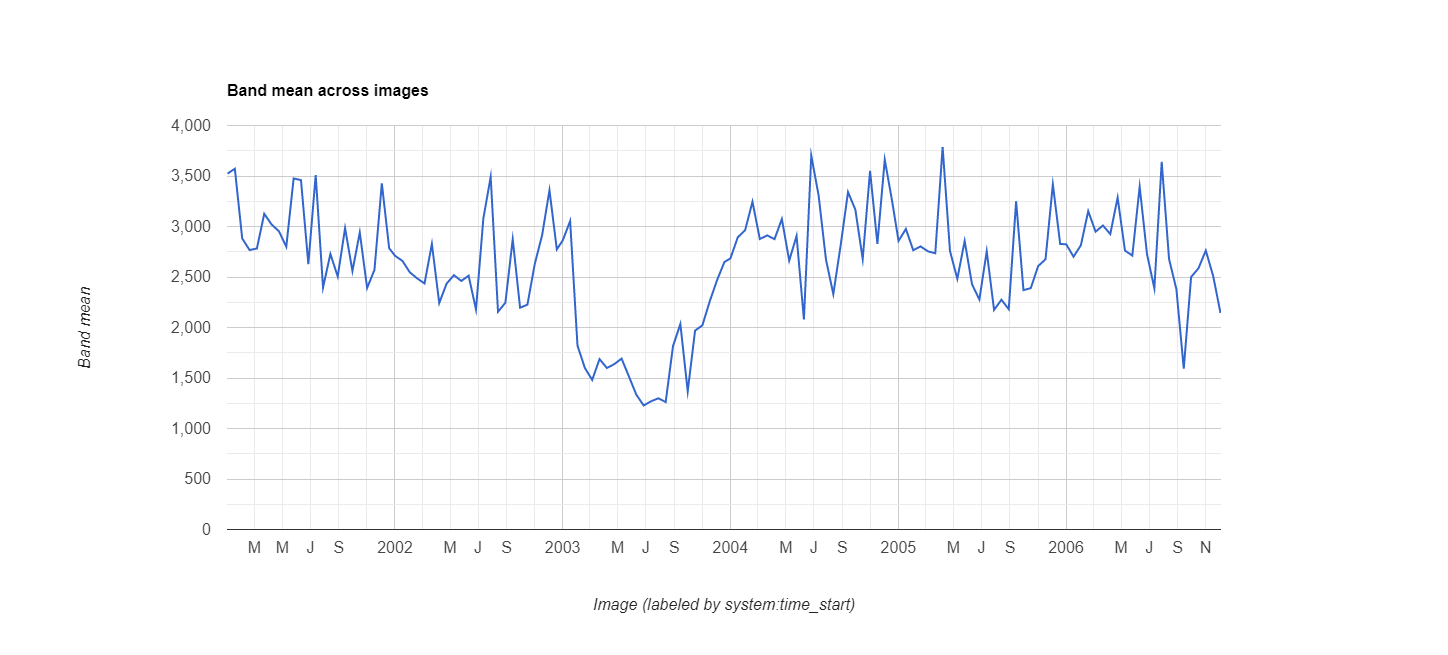 Band mean across images
4,000
3,500
3,000
2,500
2,000
1,500
1,000
500
0
Band mean
M M J S 2002 M J S 2003 M J S 2004 M J S 2005 M J S 2006 M J S N
Image (labeled by system:time_start)